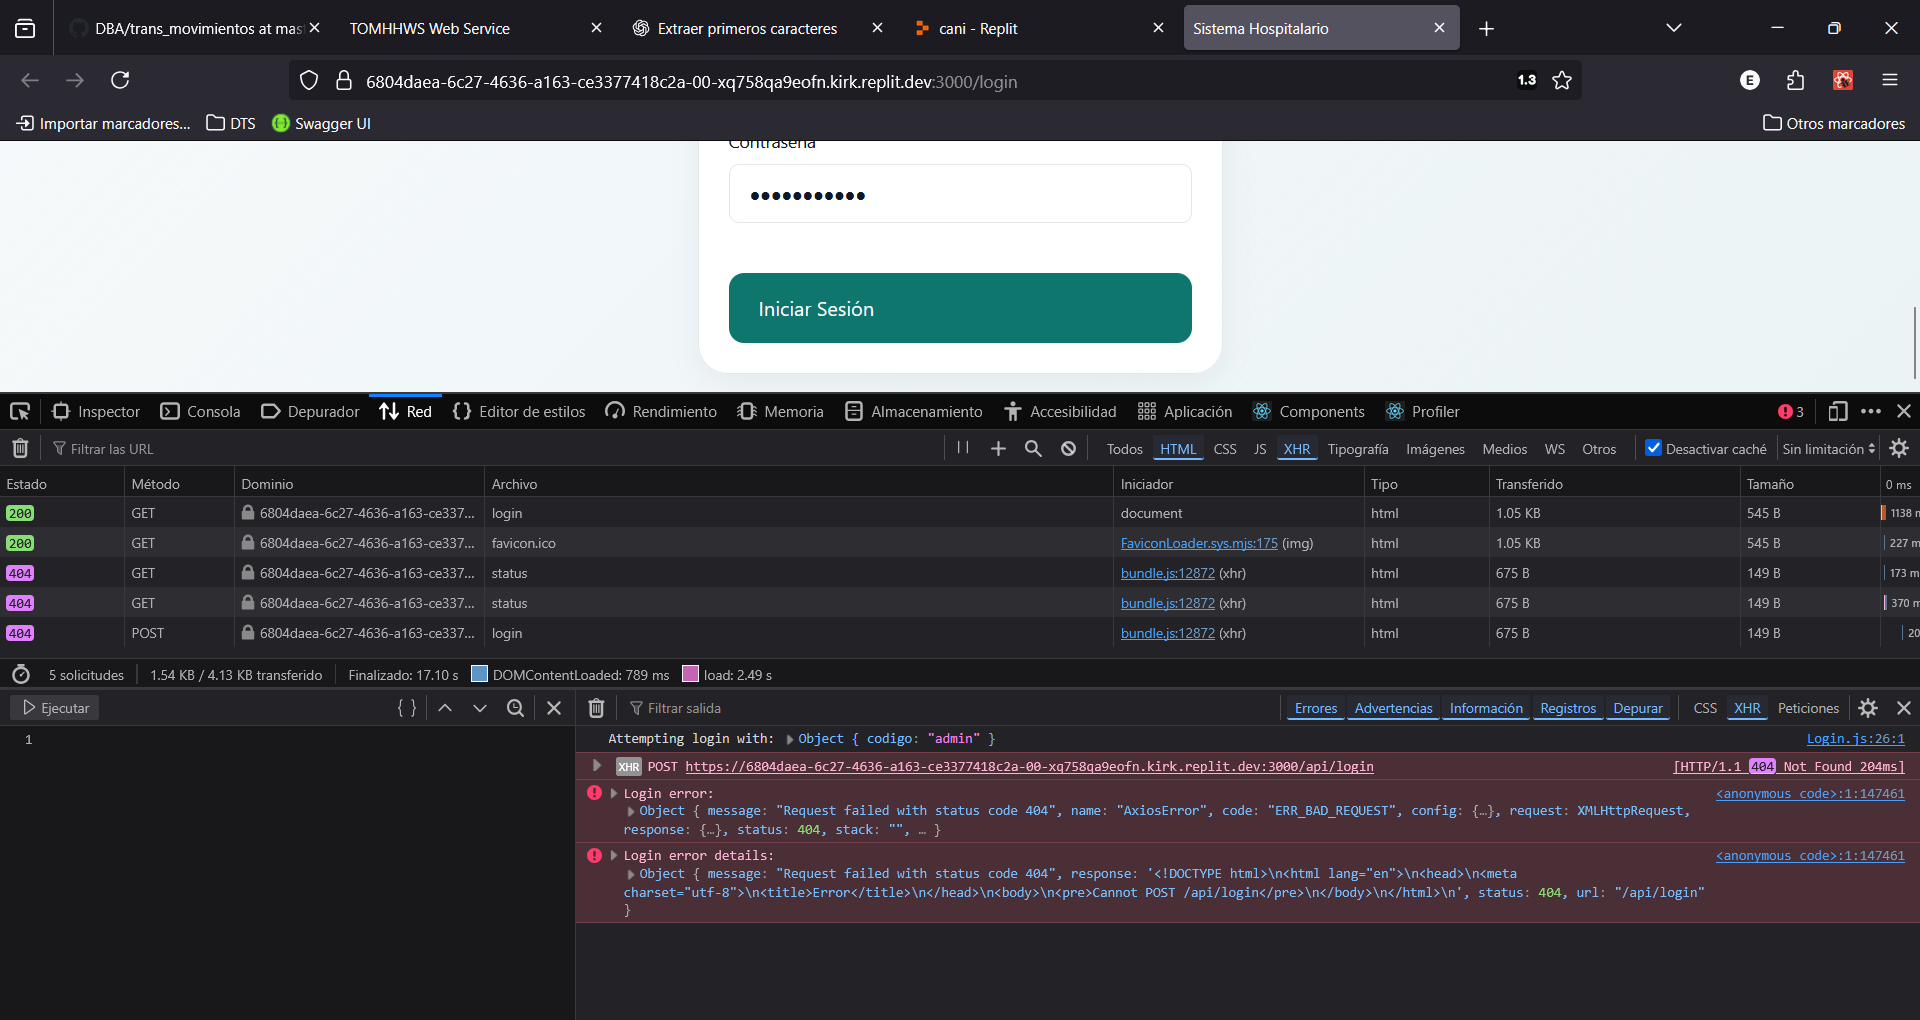 DBA/trans_movimientos at mas
TOMHHWS Web Service
Extraer primeros caracteres
cani - Replit
Sistema Hospitalario
6804daea-6c27-4636-a163-ce3377418c2a-00-xq758qa9eofn.kirk.replit.dev:3000/login
1.3
E
Importar marcadores...
DTS
Swagger UI
Otros marcadores
Contraseña
Iniciar Sesión
Inspector
Consola
Depurador
Red
Editor de estilos
Rendimiento
Memoria
Almacenamiento
Accesibilidad
Aplicación
Components
Profiler
3
Filtrar las URL
Todos
HTML
CSS
JS
XHR
Tipografía
Imágenes
Medios
WS
Otros
Desactivar caché
Sin limitación
Estado Método Dominio Archivo Iniciador Tipo Transferido Tamaño 0 ms
200 GET 6804daea-6c27-4636-a163-ce337... login document html 1.05 KB 545 B 1138 m
200 GET 6804daea-6c27-4636-a163-ce337... favicon.ico FaviconLoader.sys.mjs:175 (img) html 1.05 KB 545 B 227 m
404 GET 6804daea-6c27-4636-a163-ce337... status bundle.js:12872 (xhr) html 675 B 149 B 173 m
404 GET 6804daea-6c27-4636-a163-ce337... status bundle.js:12872 (xhr) html 675 B 149 B 370 m
404 POST 6804daea-6c27-4636-a163-ce337... login bundle.js:12872 (xhr) html 675 B 149 B 20
5 solicitudes
1.54 KB / 4.13 KB transferido
Finalizado: 17.10 s
DOMContentLoaded: 789 ms
load: 2.49 s
Ejecutar
{ }
Filtrar salida
Errores
Advertencias
Información
Registros
Depurar
CSS
XHR
Peticiones
1
Attempting login with: Object { codigo: "admin" } Login.js:26:1
XHR POST https://6804daea-6c27-4636-a163-ce3377418c2a-00-xq758qa9eofn.kirk.replit.dev:3000/api/login [HTTP/1.1 404 Not Found 204ms]
Login error: <anonymous code>:1:147461
Object { message: "Request failed with status code 404", name: "AxiosError", code: "ERR_BAD_REQUEST", config: {…}, request: XMLHttpRequest,
response: {…}, status: 404, stack: "", … }
Login error details: <anonymous code>:1:147461
Object { message: "Request failed with status code 404", response: '<!DOCTYPE html>\n<html lang="en">\n<head>\n<meta
charset="utf-8">\n<title>Error</title>\n</head>\n<body>\n<pre>Cannot POST /api/login</pre>\n</body>\n</html>\n', status: 404, url: "/api/login"
}